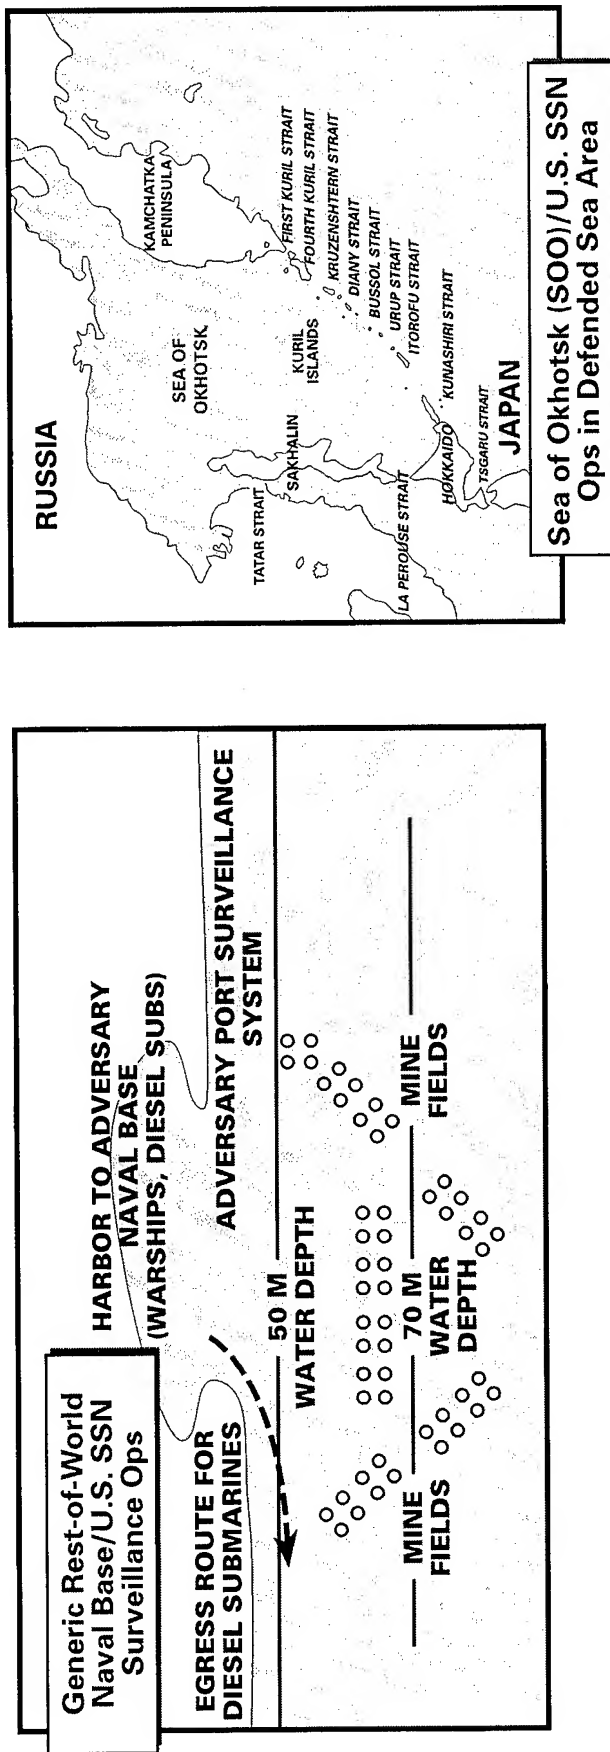 Generic Rest-of-World
Naval Base/U.S. SSN
Surveillance Ops
HARBOR TO ADVERSARY
NAVAL BASE
(WARSHIPS, DIESEL SUBS)
EGRESS ROUTE FOR
DIESEL SUBMARINES
ADVERSARY PORT SURVEILLANCE
SYSTEM
50 M
WATER DEPTH
MINE
FIELDS
70 M
WATER
DEPTH
MINE
FIELDS
RUSSIA
KAMCHATKA
PENINSULA
SEA OF
OKHOTSK
TATAR STRAIT
SAKHALIN
KURIL
ISLANDS
FIRST KURIL STRAIT
FOURTH KURIL STRAIT
KRUZENSHTERN STRAIT
DIANY STRAIT
BUSSOL STRAIT
URUP STRAIT
ITOROFU STRAIT
LA PEROUSE STRAIT
HOKKAIDO
KUNASHIRI STRAIT
TSGARU STRAIT
JAPAN
Sea of Okhotsk (SOO)/U.S. SSN
Ops in Defended Sea Area